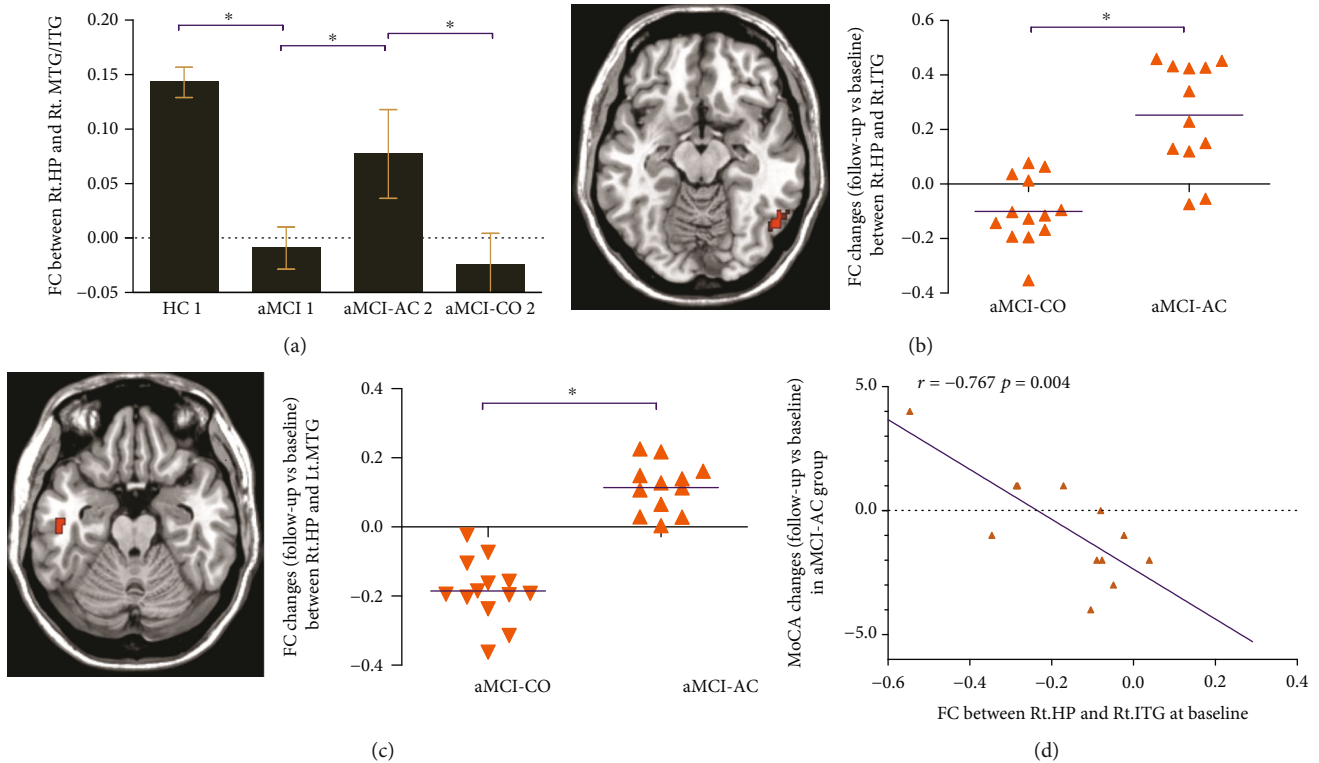 FC between Rt.HP and Rt. MTG/ITG
0.20
0.15
0.10
0.05
0.00
−0.05
*
*
*
HC 1
aMCI 1
aMCI-AC 2
aMCI-CO 2
(a)
FC changes (follow-up vs baseline)
between Rt.HP and Rt.ITG
0.6
0.4
0.2
0.0
−0.2
0.4
*
aMCI-CO
aMCI-AC
(b)
FC changes (follow-up vs baseline)
between Rt.HP and Lt.MTG
0.4
0.2
0.0
−0.2
−0.4
*
aMCI-CO
aMCI-AC
(c)
MoCA changes (follow-up vs baseline)
in aMCI-AC group
r = −0.767 p = 0.004
5.0
0.0
−5.0
−0.6
−0.4
−0.2
0.0
0.2
0.4
FC between Rt.HP and Rt.ITG at baseline
(d)